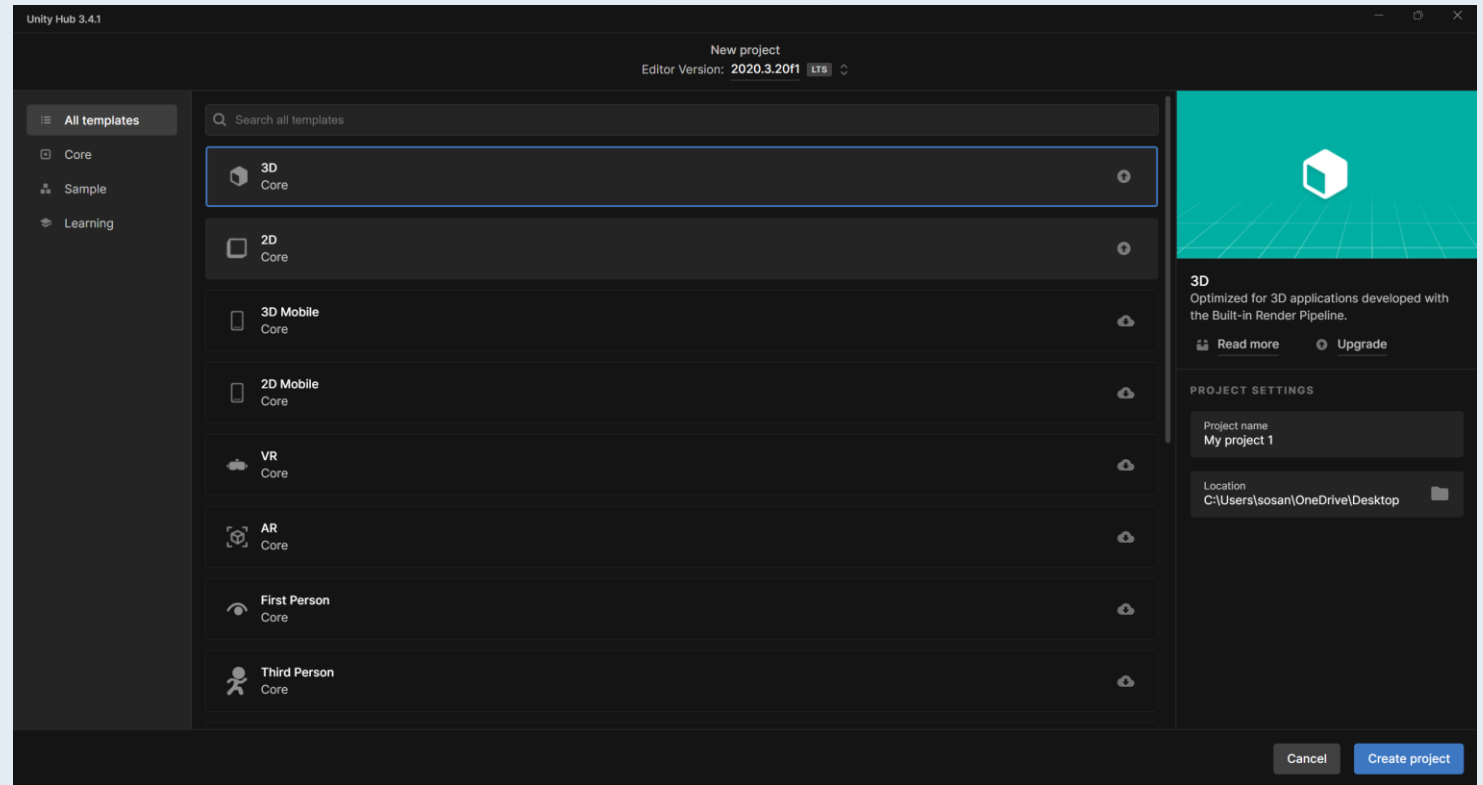 Unity Hub 3.4.1
New project
Editor Version: 2020.3.20f1 LTS
All templates
Core
Sample
Learning
Search all templates
3D
Core
2D
Core
3D Mobile
Core
2D Mobile
Core
VR
Core
AR
Core
First Person
Core
Third Person
Core
3D
Optimized for 3D applications developed with
the Built-in Render Pipeline.
Read more Upgrade
PROJECT SETTINGS
Project name
My project 1
Location
C:\Users\sosan\OneDrive\Desktop
Cancel Create project